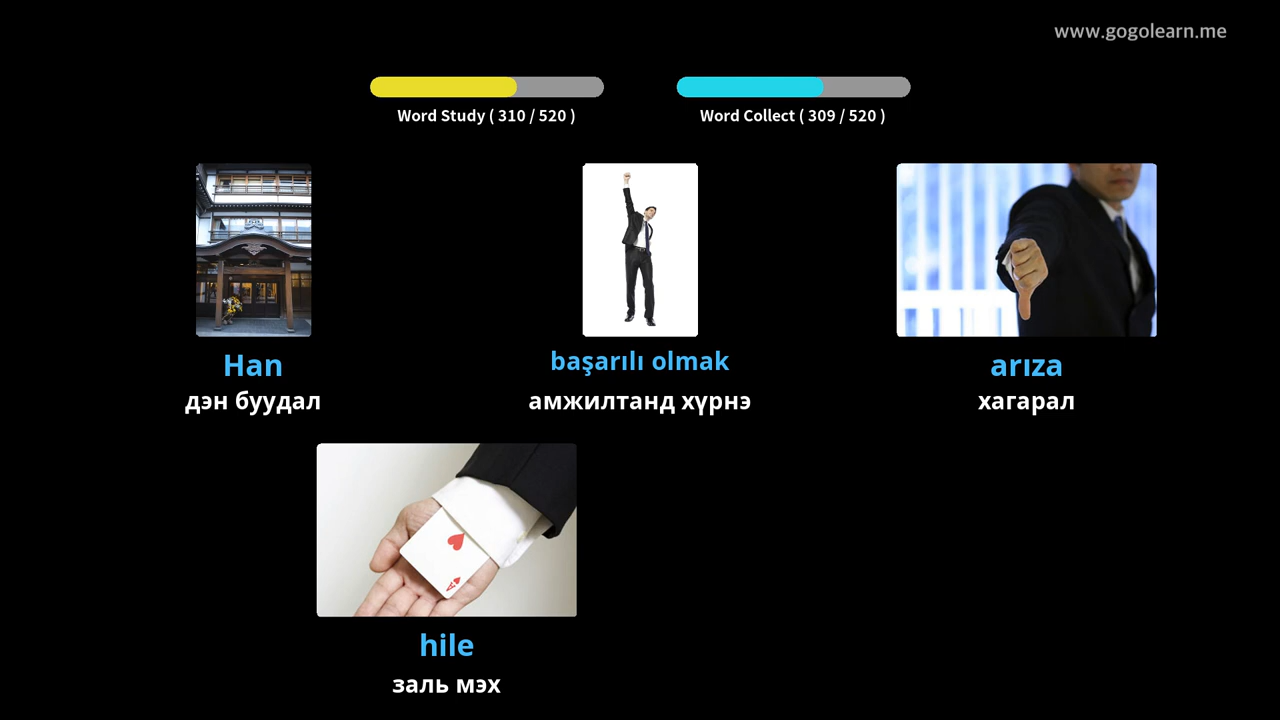 www.gogolearn.me
Word Study ( 310 / 520 )
Word Collect ( 309 / 520 )
Han
дэн буудал
başarılı olmak
амжилтанд хүрнэ
arıza
хагарал
A
hile
заль мэх